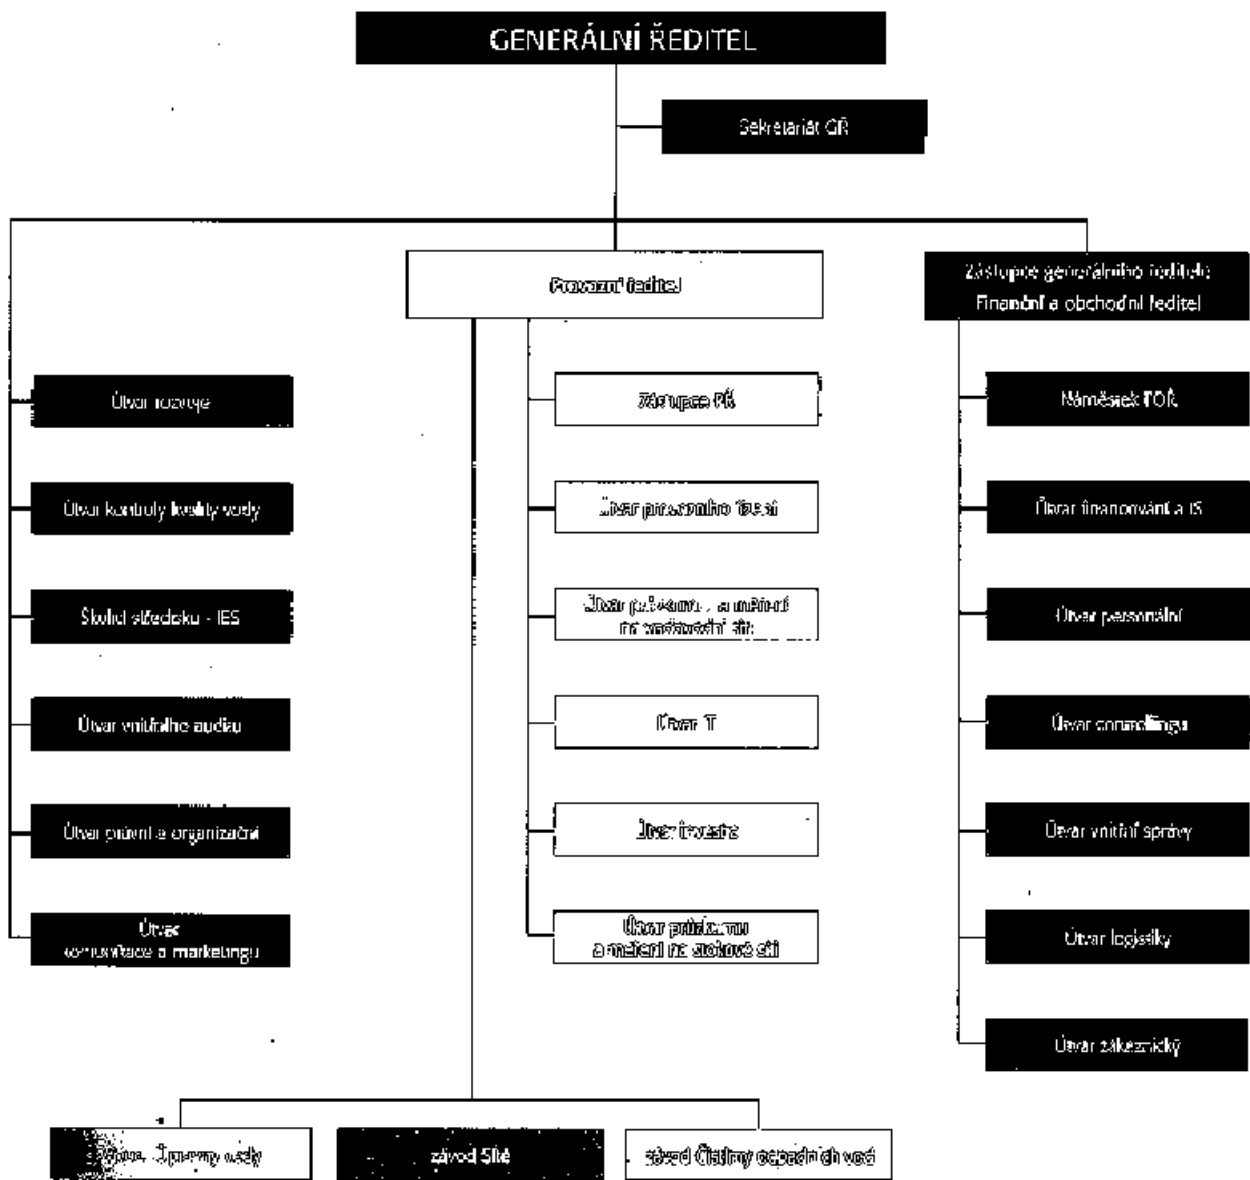 GENERÁLNÍ ŘEDITEL
Sekretariát GŘ
Provozní ředitel
Zástupce generálního ředitele
Finanční a obchodní ředitel
Útvar rozvoje
Zástupce PŘ
Náměstek FOŘ
Útvar kontroly kvality vody
Útvar provozního řízení
Útvar financování a IS
Školicí středisko - IES
Útvar průzkumu a měření
na vodovodní síti
Útvar personální
Útvar vnitřního auditu
Útvar IT
Útvar controllingu
Útvar právní a organizační
Útvar investic
Útvar vnitřní správy
Útvar
komunikace a marketingu
Útvar průzkumu
a měření na stokové síti
Útvar logistiky
Útvar zákaznický
Úpravny vody
závod Sítě
závod Čistírny odpadních vod